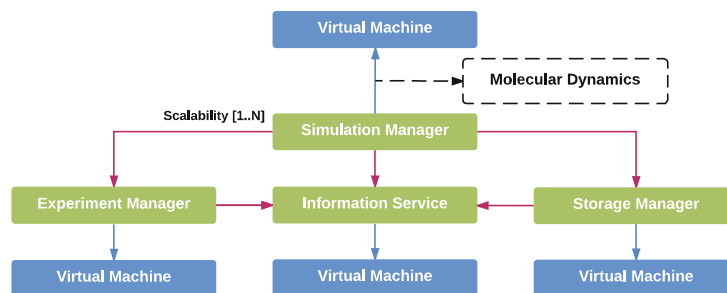 Virtual Machine
Molecular Dynamics
Scalability [1..N]
Simulation Manager
Experiment Manager
Information Service
Storage Manager
Virtual Machine
Virtual Machine
Virtual Machine